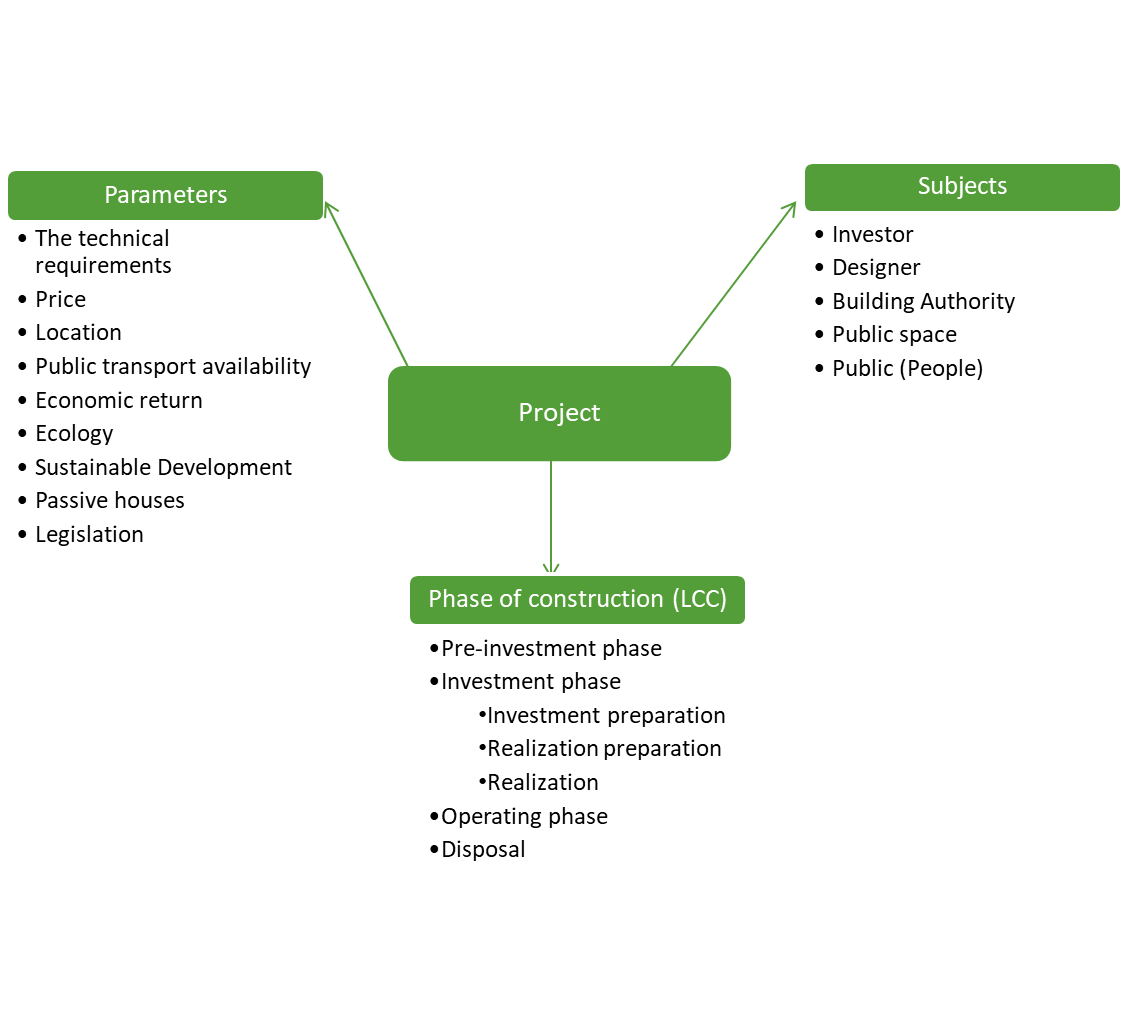 Parameters
• The technical
requirements
• Price
• Location
• Public transport availability
• Economic return
• Ecology
• Sustainable Development
• Passive houses
• Legislation
Subjects
• Investor
• Designer
• Building Authority
• Public space
• Public (People)
Project
Phase of construction (LCC)
•Pre-investment phase
•Investment phase
•Investment preparation
•Realization preparation
•Realization
•Operating phase
•Disposal